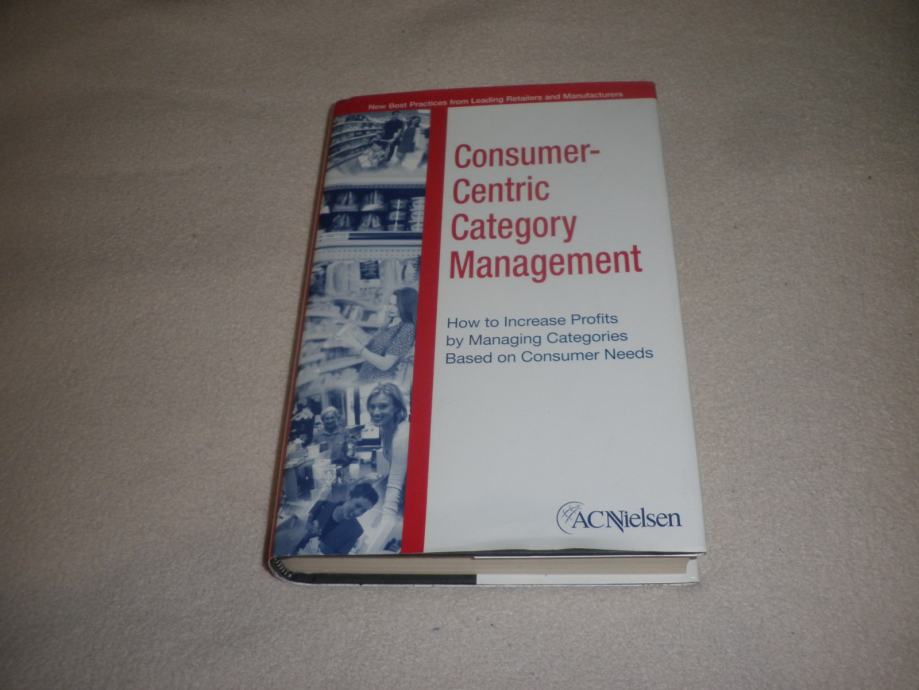 New Best Practices from Leading Retailers and Manufacturers
Consumer-
Centric
Category
Management
How to Increase Profits
by Managing Categories
Based on Consumer Needs
ACNielsen